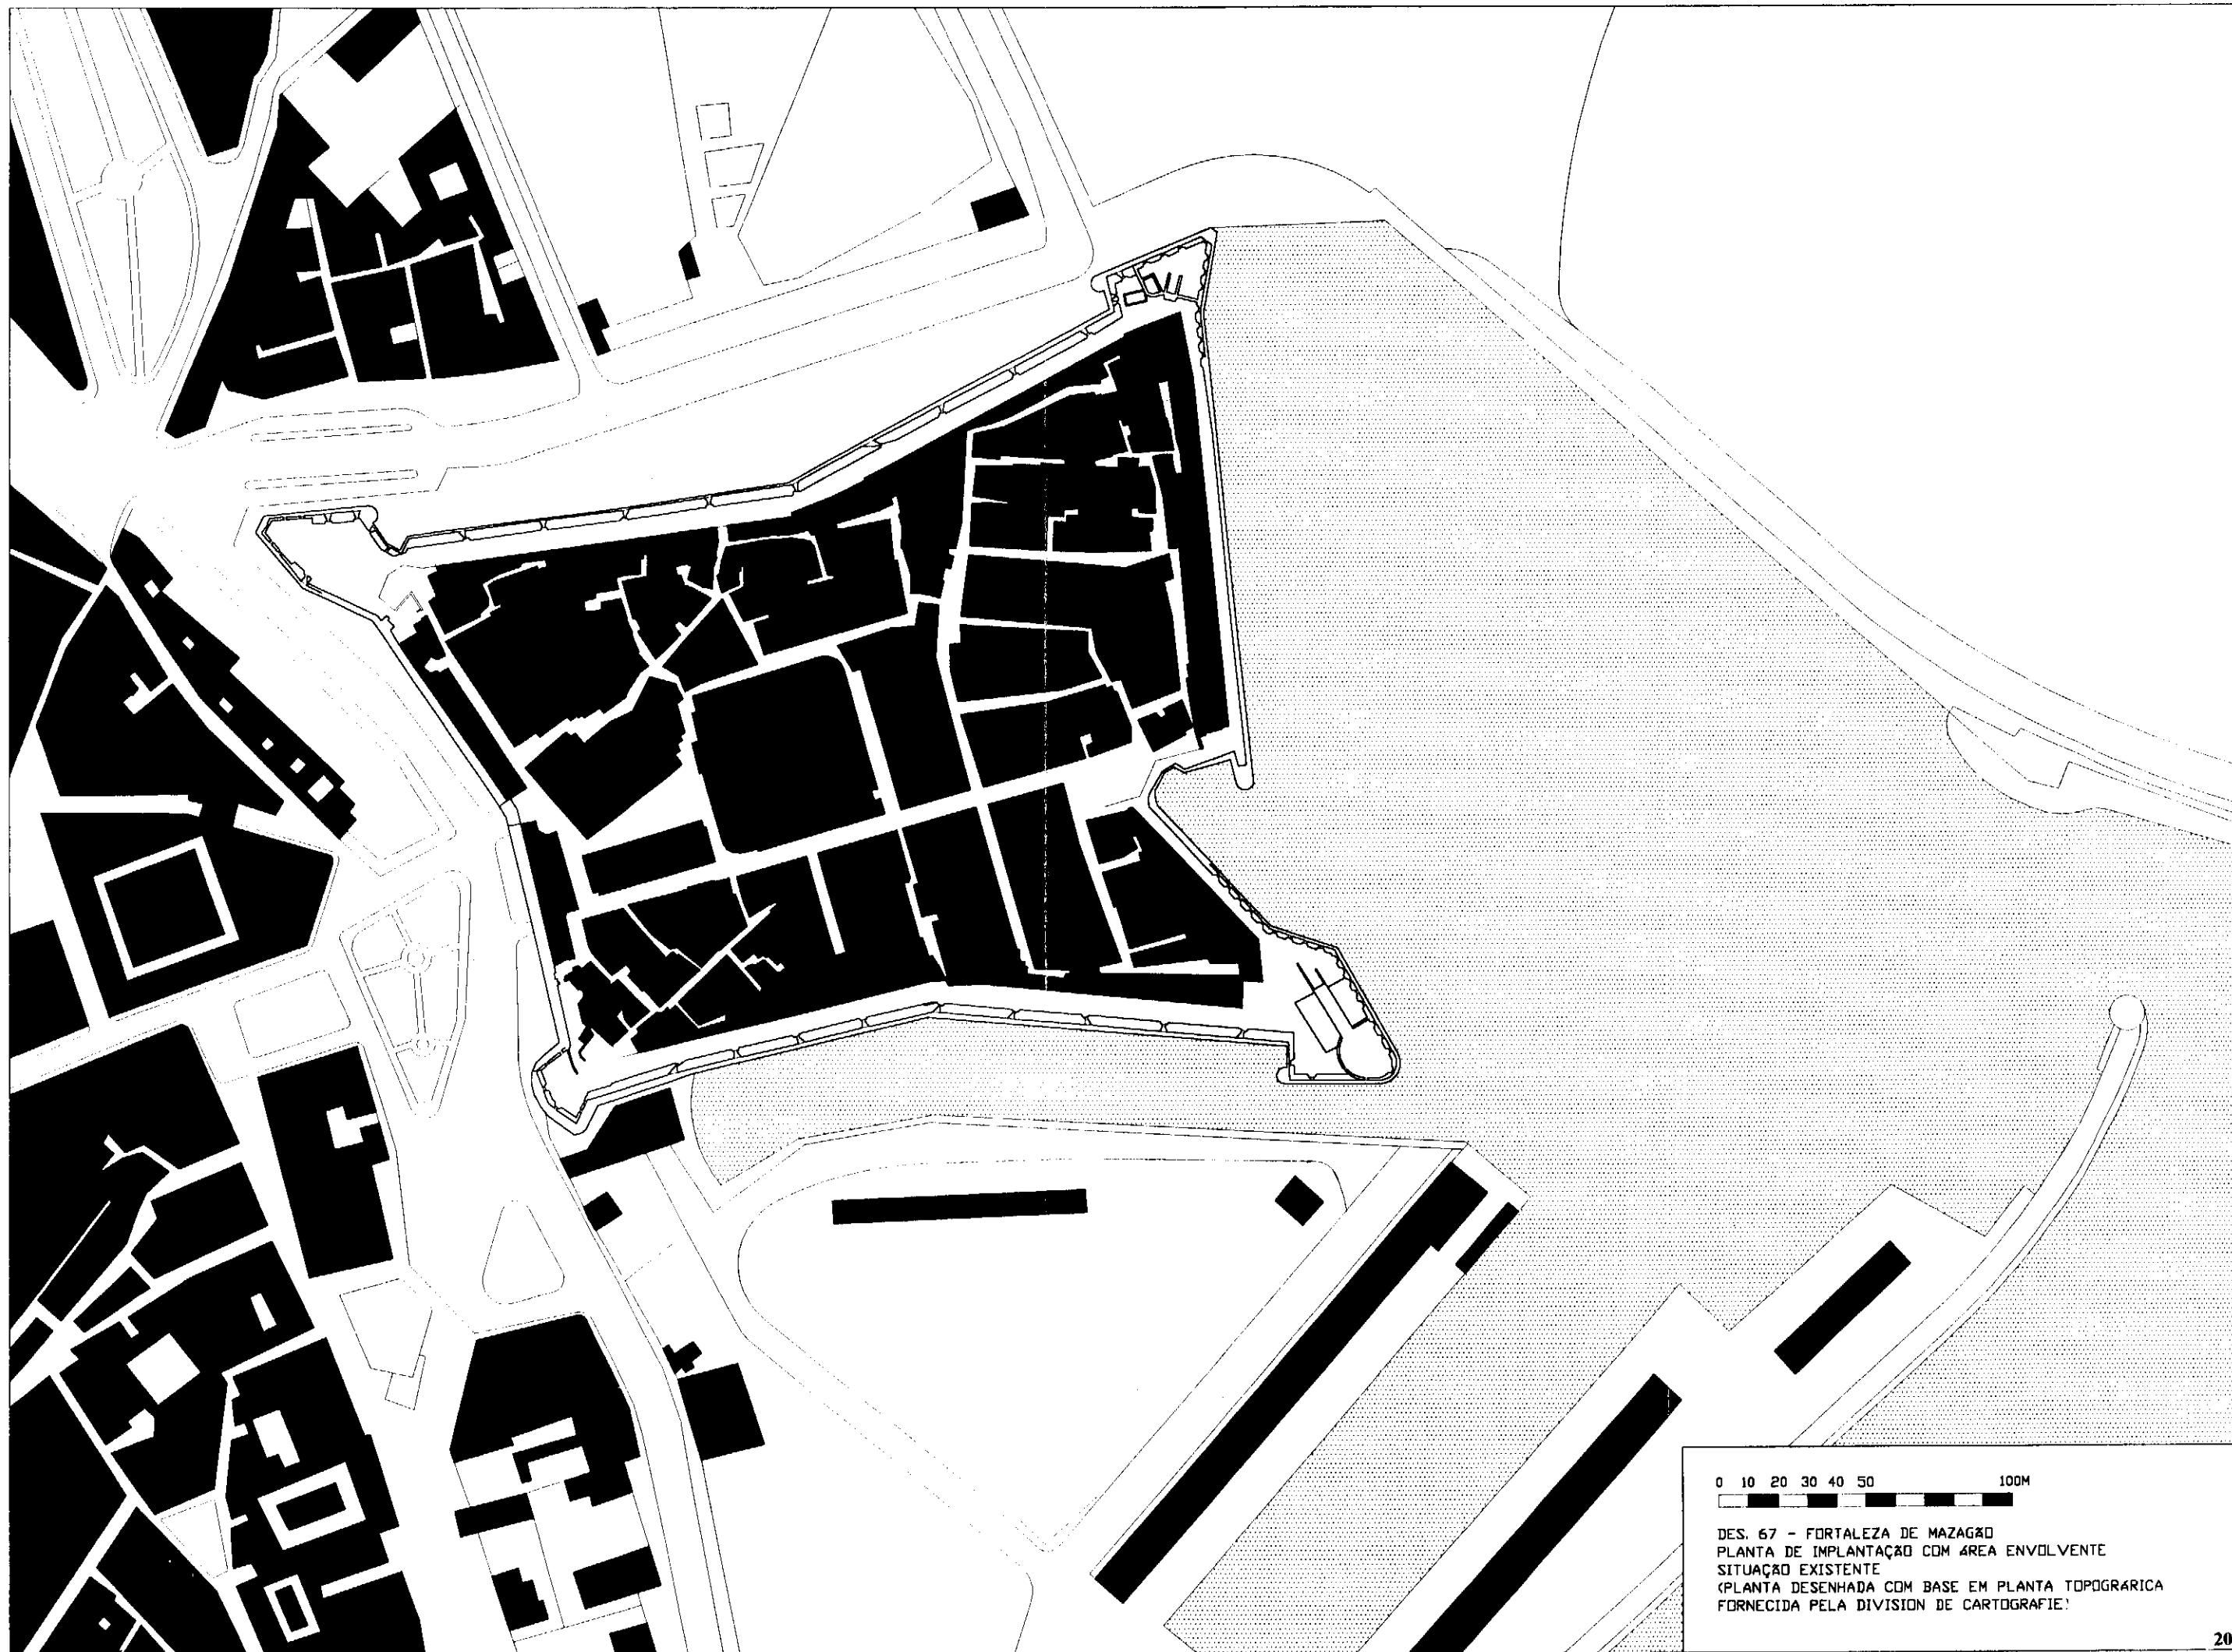 0 10 20 30 40 50 100M
DES. 67 - FORTALEZA DE MAZAGÃO
PLANTA DE IMPLANTAÇÃO COM ÁREA ENVOLVENTE
SITUAÇÃO EXISTENTE
(PLANTA DESENHADA COM BASE EM PLANTA TOPOGRÁRICA
FORNECIDA PELA DIVISION DE CARTOGRAFIE)
20